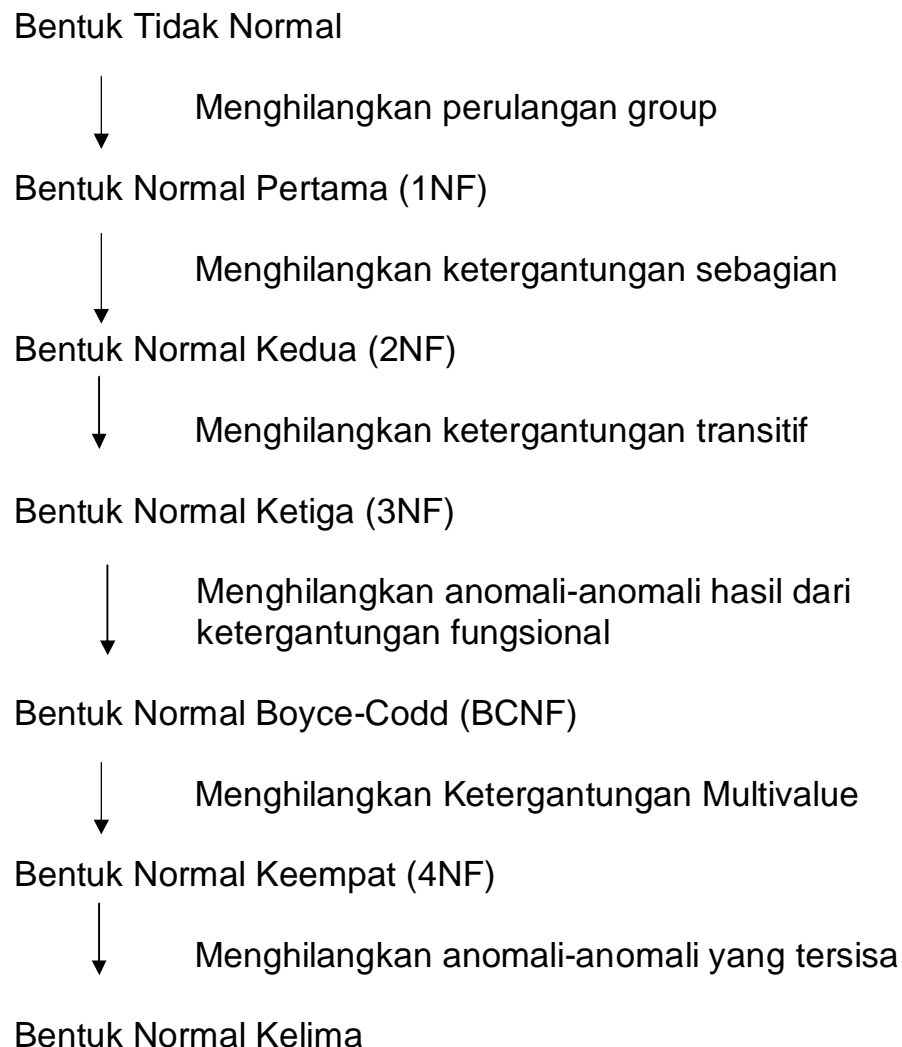 Bentuk Tidak Normal
Menghilangkan perulangan group
Bentuk Normal Pertama (1NF)
Menghilangkan ketergantungan sebagian
Bentuk Normal Kedua (2NF)
Menghilangkan ketergantungan transitif
Bentuk Normal Ketiga (3NF)
Menghilangkan anomali-anomali hasil dari
ketergantungan fungsional
Bentuk Normal Boyce-Codd (BCNF)
Menghilangkan Ketergantungan Multivalue
Bentuk Normal Keempat (4NF)
Menghilangkan anomali-anomali yang tersisa
Bentuk Normal Kelima